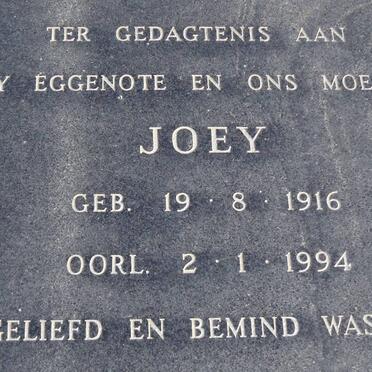 TER GEDAGTENIS AAN
Y EGGENOTE EN ONS MOE
JOEY
GEB. 19 · 8 · 1916
OORL. 2 · 1 · 1994
GELIEFD EN BEMIND WAS